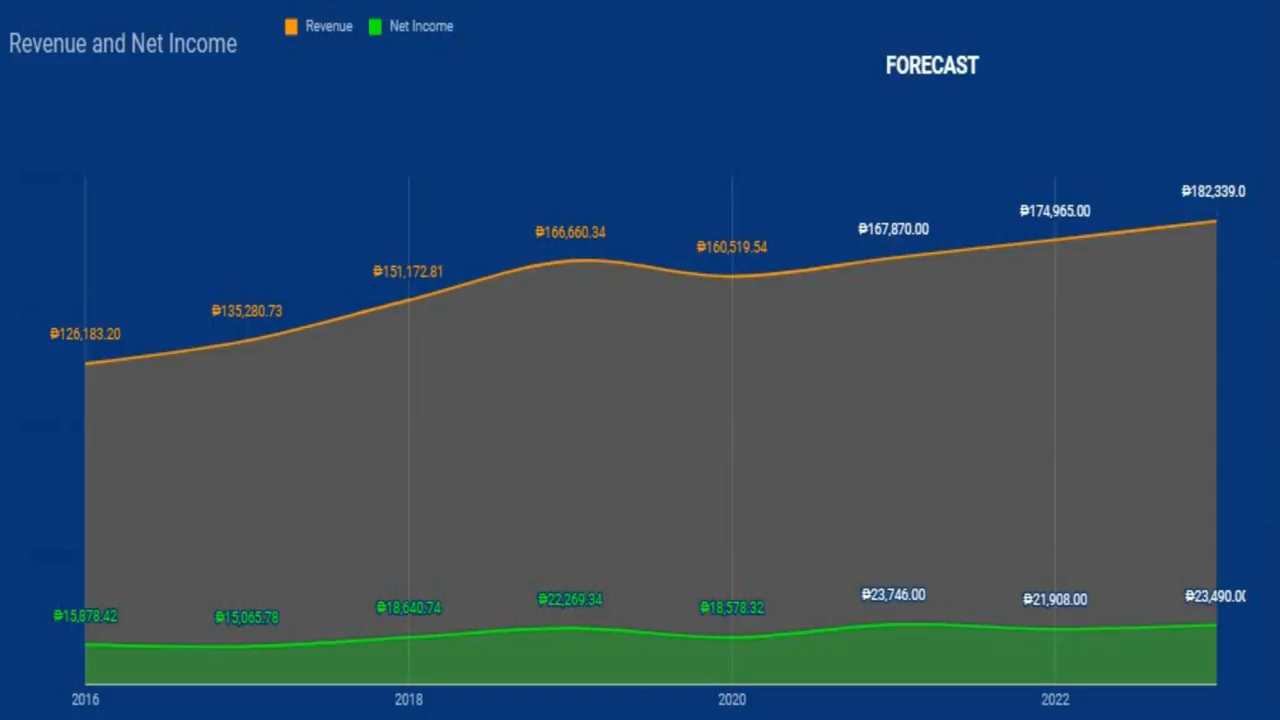 Revenue Net Income
Revenue and Net Income
FORECAST
₱182,339.0
₱174,965.00
₱167,870.00
₱166,660.34
₱160,519.54
₱151,172.81
₱135,280.73
₱126,183.20
₱15,878.42 ₱15,065.78 ₱18,640.74 ₱22,269.34 ₱18,578.32 ₱23,746.00 ₱21,908.00 ₱23,490.0
2016 2018 2020 2022